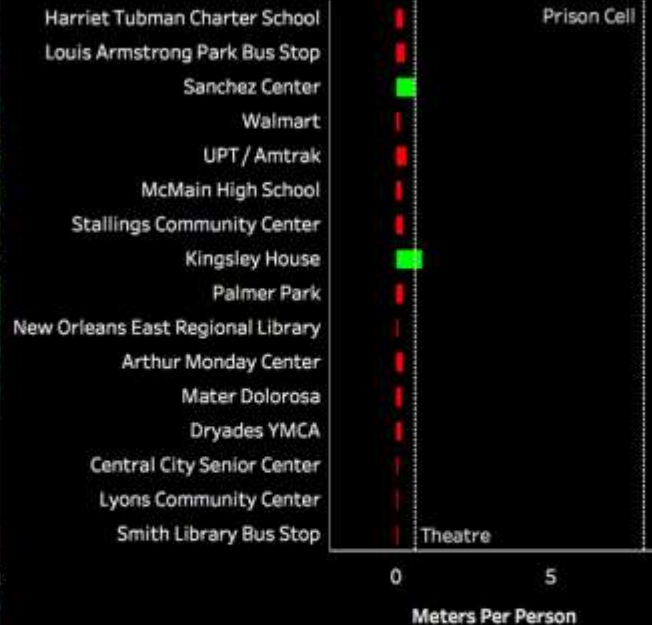 Harriet Tubman Charter School
Prison Cell
Louis Armstrong Park Bus Stop
Sanchez Center
Walmart
UPT / Amtrak
McMain High School
Stallings Community Center
Kingsley House
Palmer Park
New Orleans East Regional Library
Arthur Monday Center
Mater Dolorosa
Dryades YMCA
Central City Senior Center
Lyons Community Center
Smith Library Bus Stop
Theatre
0 5
Meters Per Person